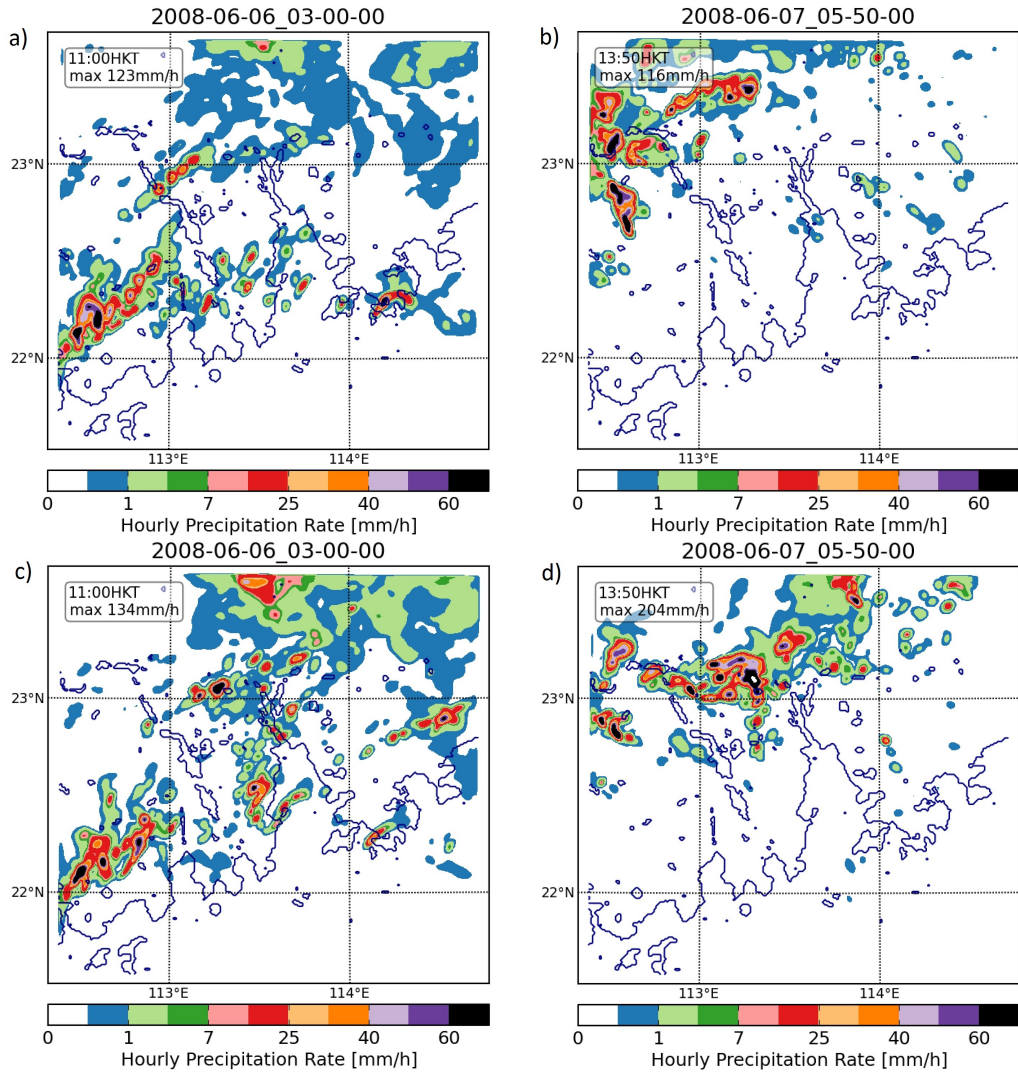 2008-06-06_03-00-00
a)
11:00HKT
max 123mm/h
23°N
22°N
113°E
114°E
0 1 7 25 40 60
Hourly Precipitation Rate [mm/h]
2008-06-07_05-50-00
b)
13:50HKT
max 116mm/h
23°N
22°N
113°E
114°E
0 1 7 25 40 60
Hourly Precipitation Rate [mm/h]
2008-06-06_03-00-00
c)
11:00HKT
max 134mm/h
23°N
22°N
113°E
114°E
0 1 7 25 40 60
Hourly Precipitation Rate [mm/h]
2008-06-07_05-50-00
d)
13:50HKT
max 204mm/h
23°N
22°N
113°E
114°E
0 1 7 25 40 60
Hourly Precipitation Rate [mm/h]